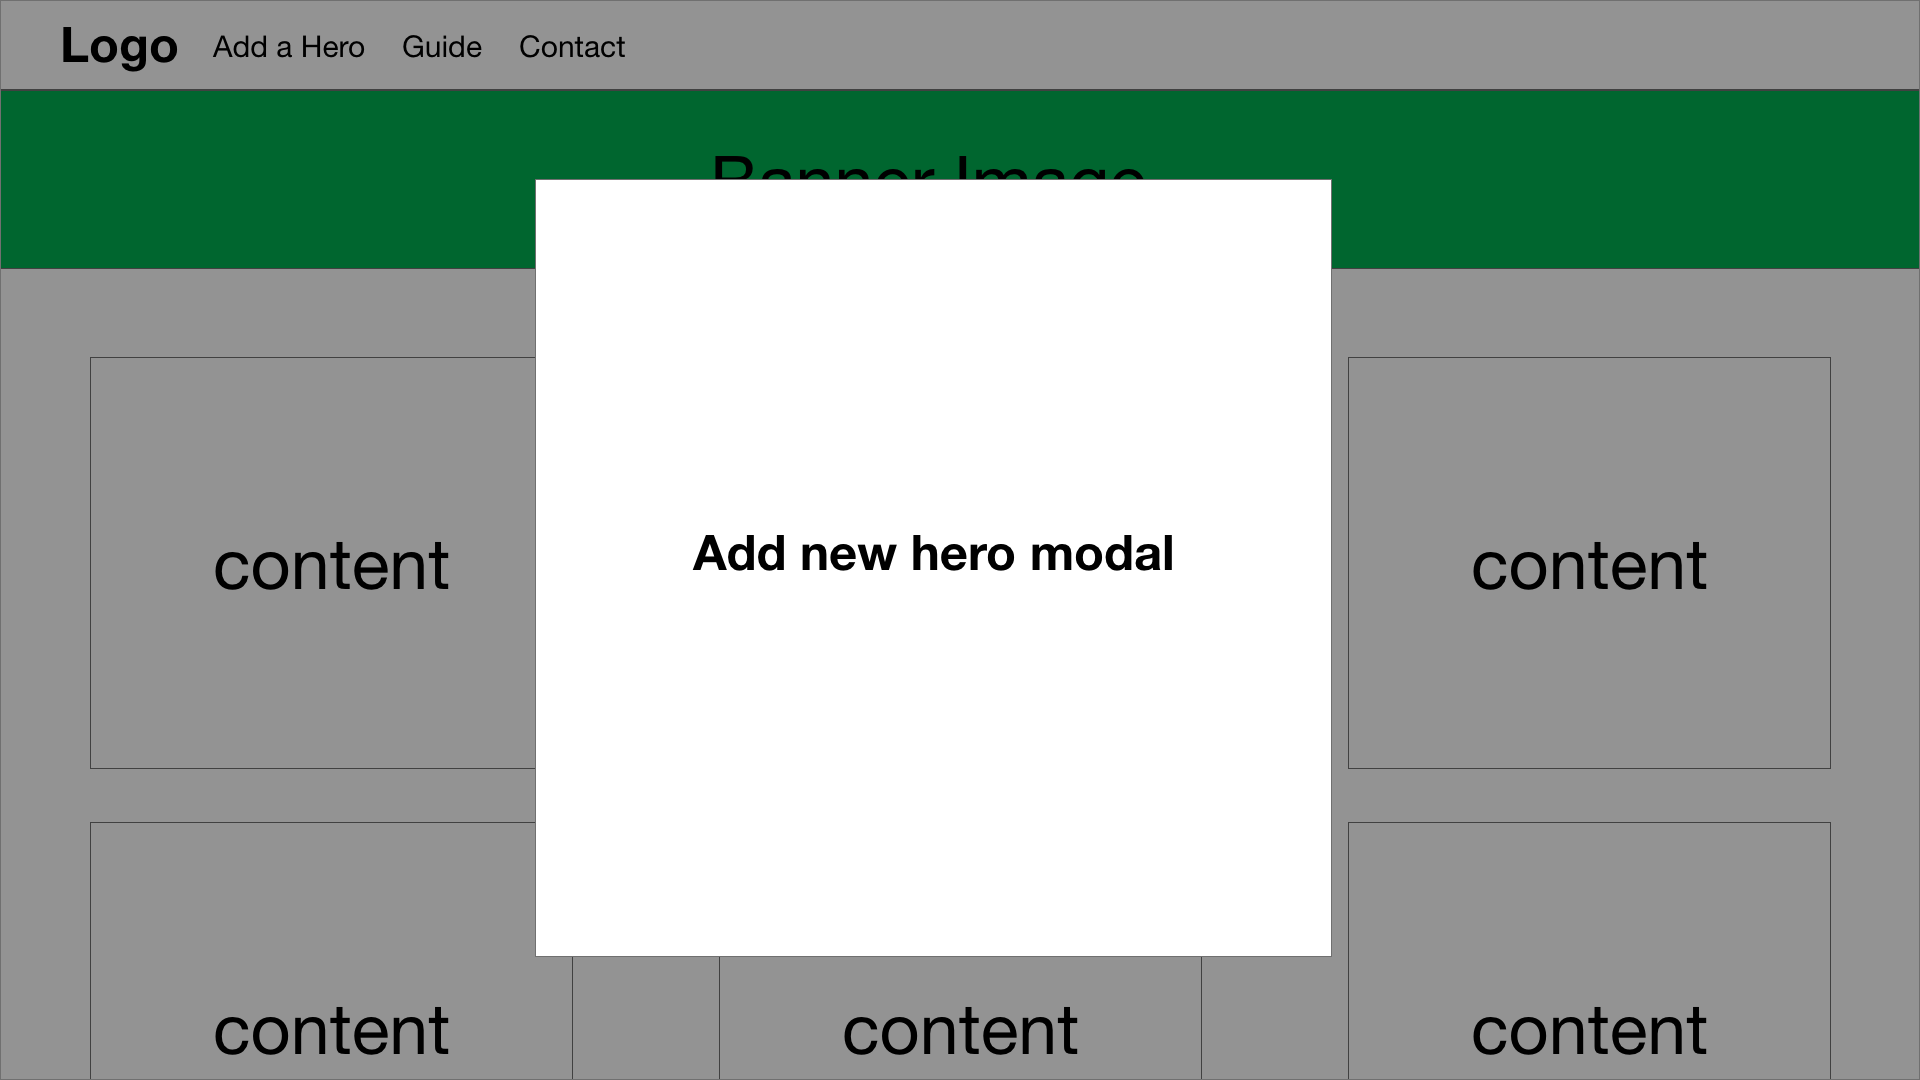 Logo Add a Hero Guide Contact
Banner Image
Add new hero modal
content content
content content content